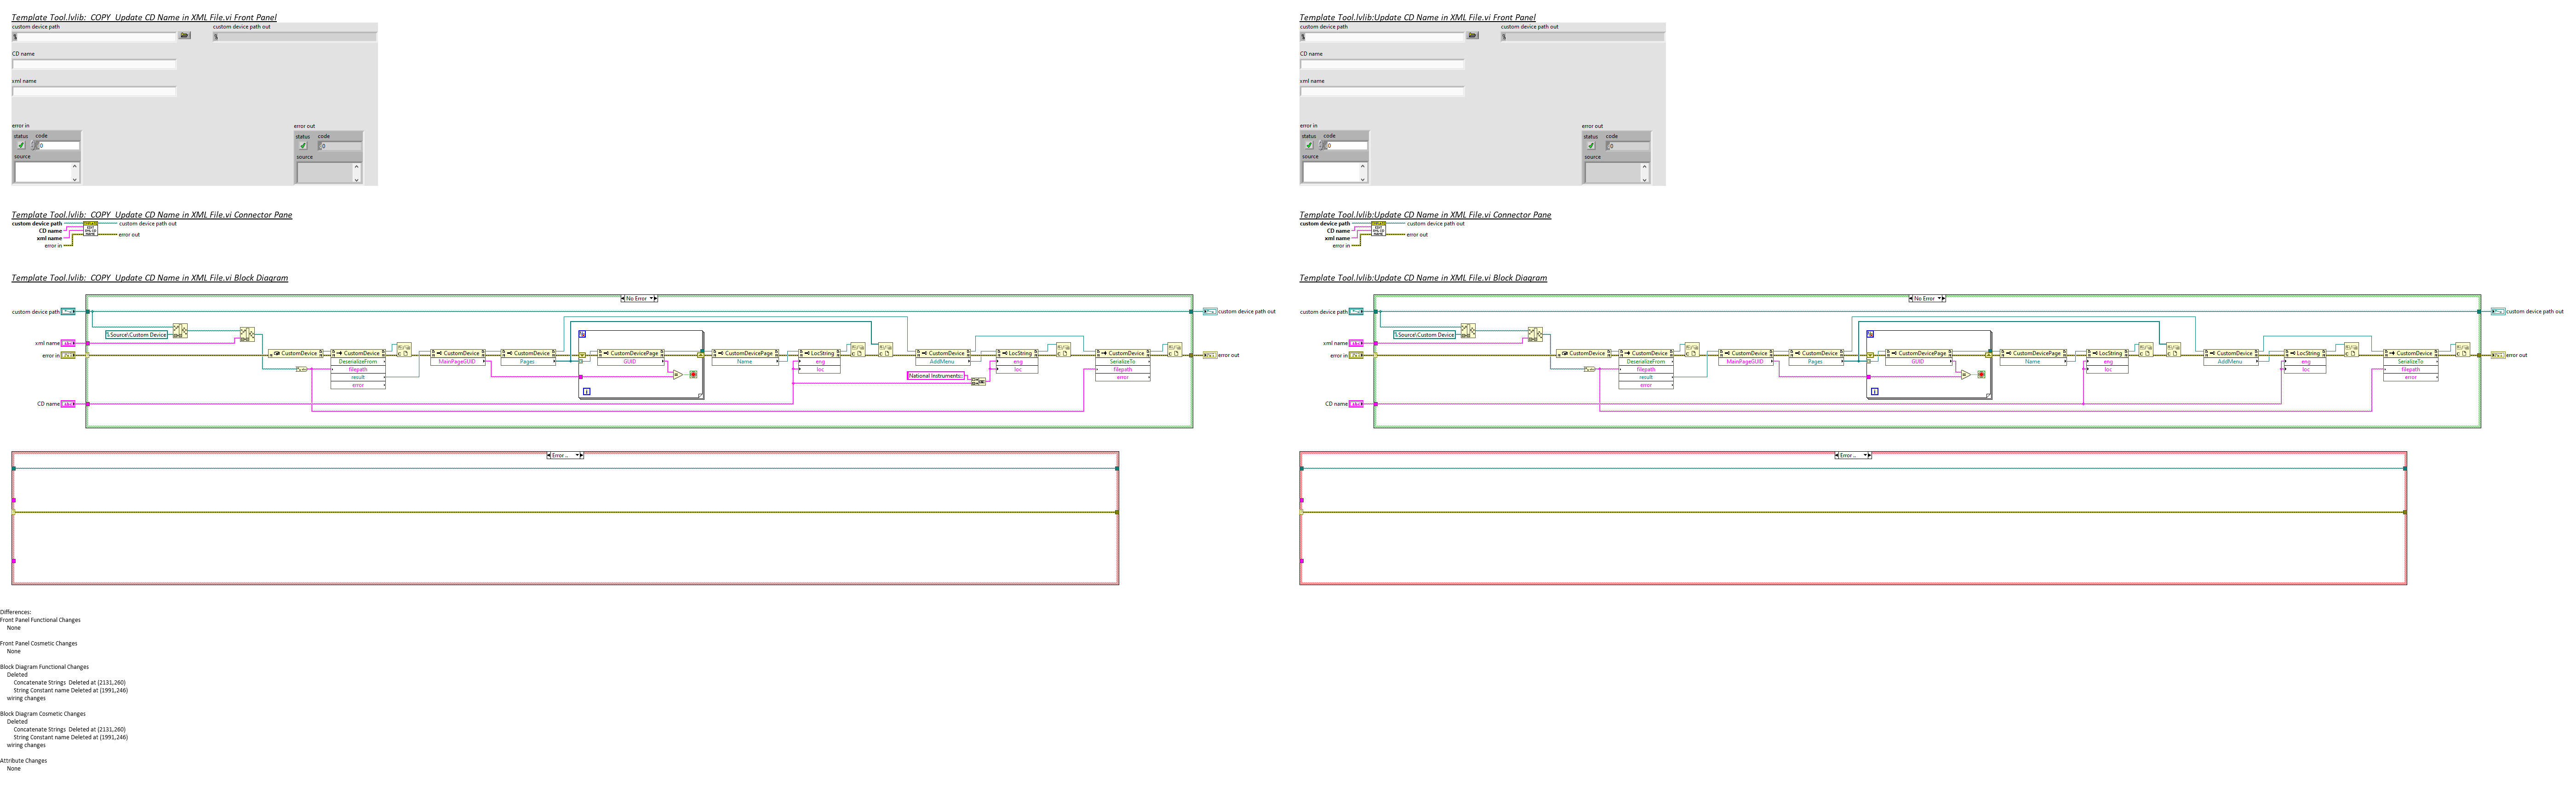 Template Tool.lvlib:_COPY_Update CD Name in XML File.vi Front Panel
custom device path
custom device path out
CD name
xml name
error in
status code
0
source
error out
status code
0
source
Template Tool.lvlib:_COPY_Update CD Name in XML File.vi Connector Pane
custom device path
custom device path out
CD name
xml name
error out
error in
Template Tool.lvlib:_COPY_Update CD Name in XML File.vi Block Diagram
No Error
custom device path
custom device path out
Source\Custom Device
xml name
error in
error out
CustomDevice
CustomDevice
DeserializeFrom
filepath
result
error
CustomDevice
MainPageGUID
CustomDevice
Pages
CustomDevicePage
GUID
i
CustomDevicePage
Name
LocString
eng
loc
CustomDevice
AddMenu
National Instruments::
LocString
eng
loc
CustomDevice
SerializeTo
filepath
error
CD name
Error
Differences:
Front Panel Functional Changes
None
Front Panel Cosmetic Changes
None
Block Diagram Functional Changes
Deleted
Concatenate Strings Deleted at (2131,260)
String Constant name Deleted at (1991,246)
wiring changes
Block Diagram Cosmetic Changes
Deleted
Concatenate Strings Deleted at (2131,260)
String Constant name Deleted at (1991,246)
wiring changes
Attribute Changes
None
Template Tool.lvlib:Update CD Name in XML File.vi Front Panel
custom device path
custom device path out
CD name
xml name
error in
status code
0
source
error out
status code
0
source
Template Tool.lvlib:Update CD Name in XML File.vi Connector Pane
custom device path
custom device path out
CD name
xml name
error out
error in
Template Tool.lvlib:Update CD Name in XML File.vi Block Diagram
No Error
custom device path
custom device path out
Source\Custom Device
xml name
error in
error out
CustomDevice
CustomDevice
DeserializeFrom
filepath
result
error
CustomDevice
MainPageGUID
CustomDevice
Pages
CustomDevicePage
GUID
i
CustomDevicePage
Name
LocString
eng
loc
CustomDevice
AddMenu
LocString
eng
loc
CustomDevice
SerializeTo
filepath
error
CD name
Error